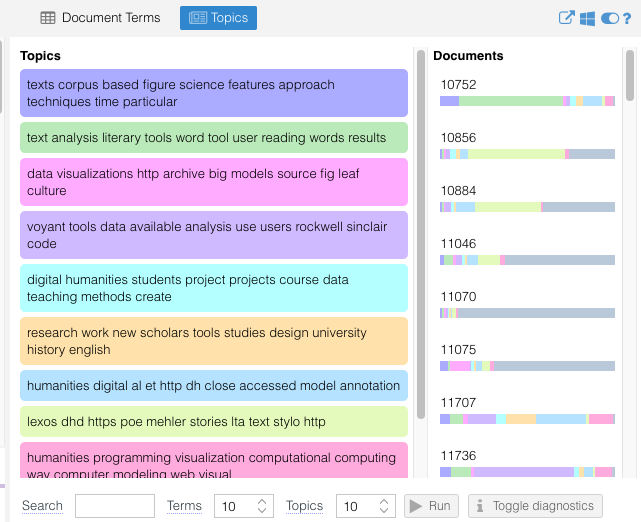 Document Terms
Topics
?
Topics
texts corpus based figure science features approach
techniques time particular
text analysis literary tools word tool user reading words results
data visualizations http archive big models source fig leaf
culture
voyant tools data available analysis use users rockwell sinclair
code
digital humanities students project projects course data
teaching methods create
research work new scholars tools studies design university
history english
humanities digital al et http dh close accessed model annotation
lexos dhd https poe mehler stories lta text stylo http
humanities programming visualization computational computing
way computer modeling web visual
Documents
10752
10856
10884
11046
11070
11075
11707
11736
Search
Terms
10
Topics
10
Run
Toggle diagnostics